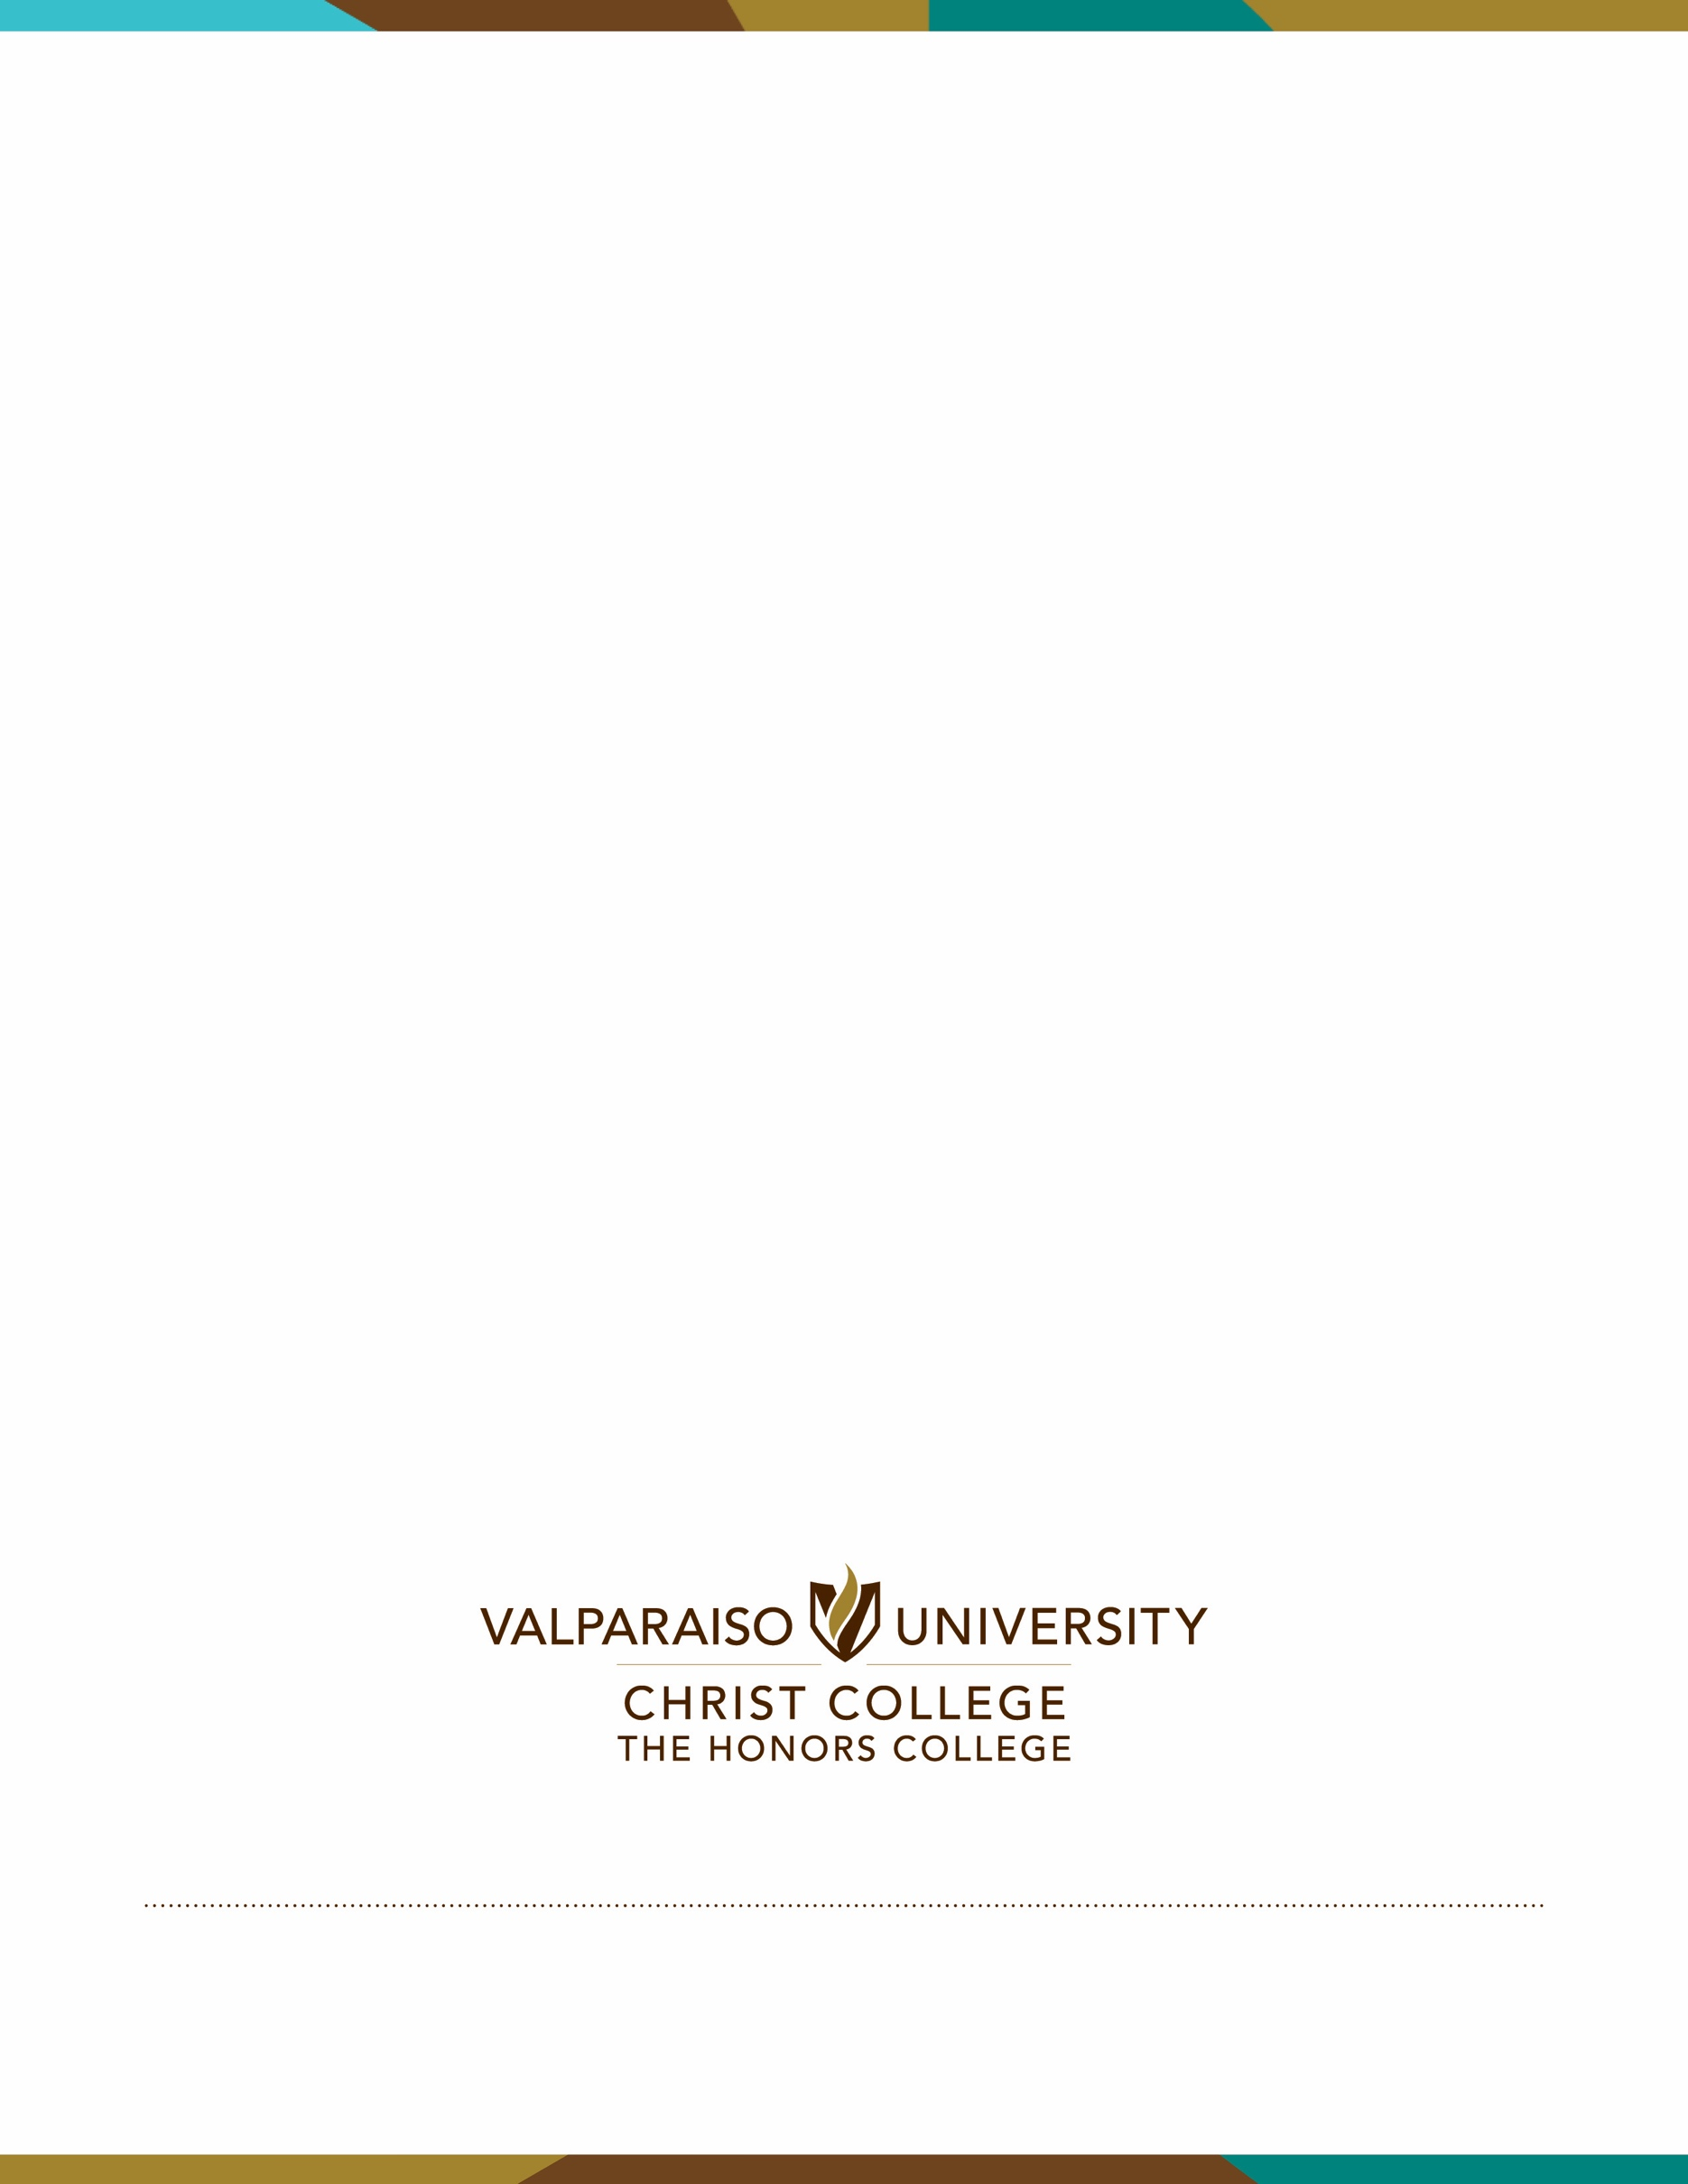 VALPARAISO UNIVERSITY
CHRIST COLLEGE
THE HONORS COLLEGE